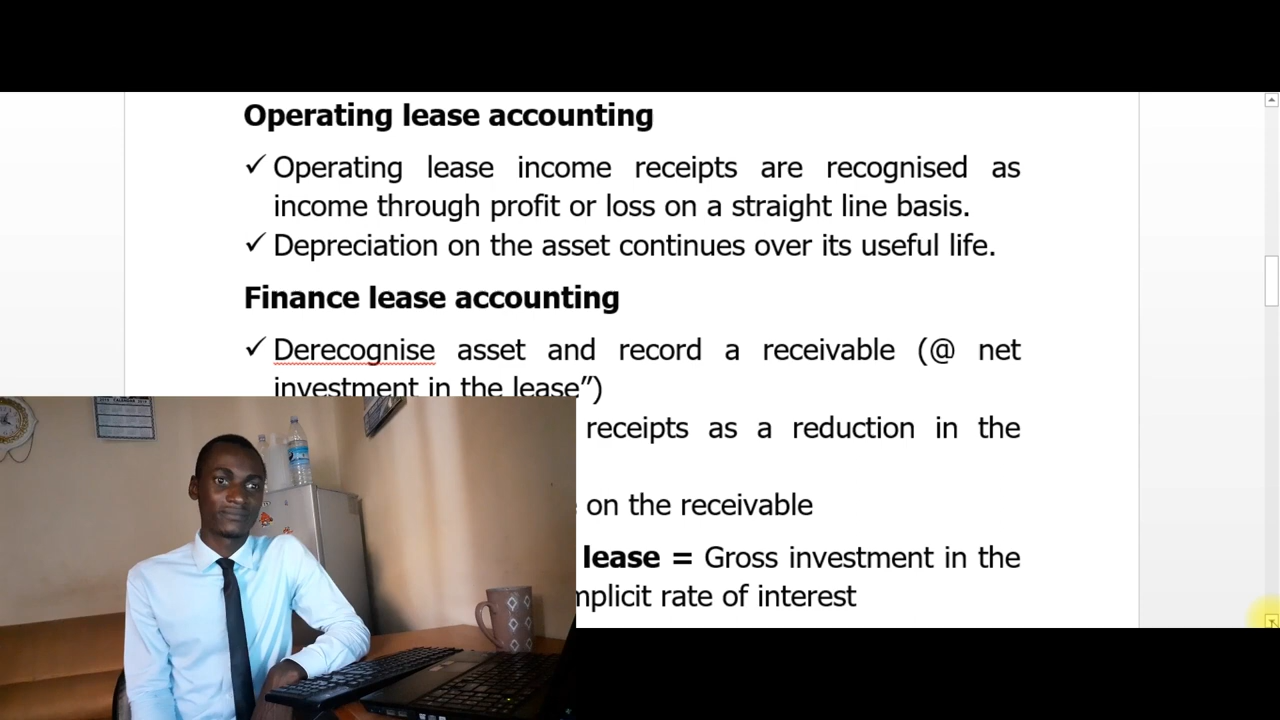 Operating lease accounting
✓ Operating lease income receipts are recognised as
income through profit or loss on a straight line basis.
✓ Depreciation on the asset continues over its useful life.
Finance lease accounting
✓ Derecognise asset and record a receivable (@ net
investment in the lease”)
receipts as a reduction in the
on the receivable
lease = Gross investment in the
implicit rate of interest